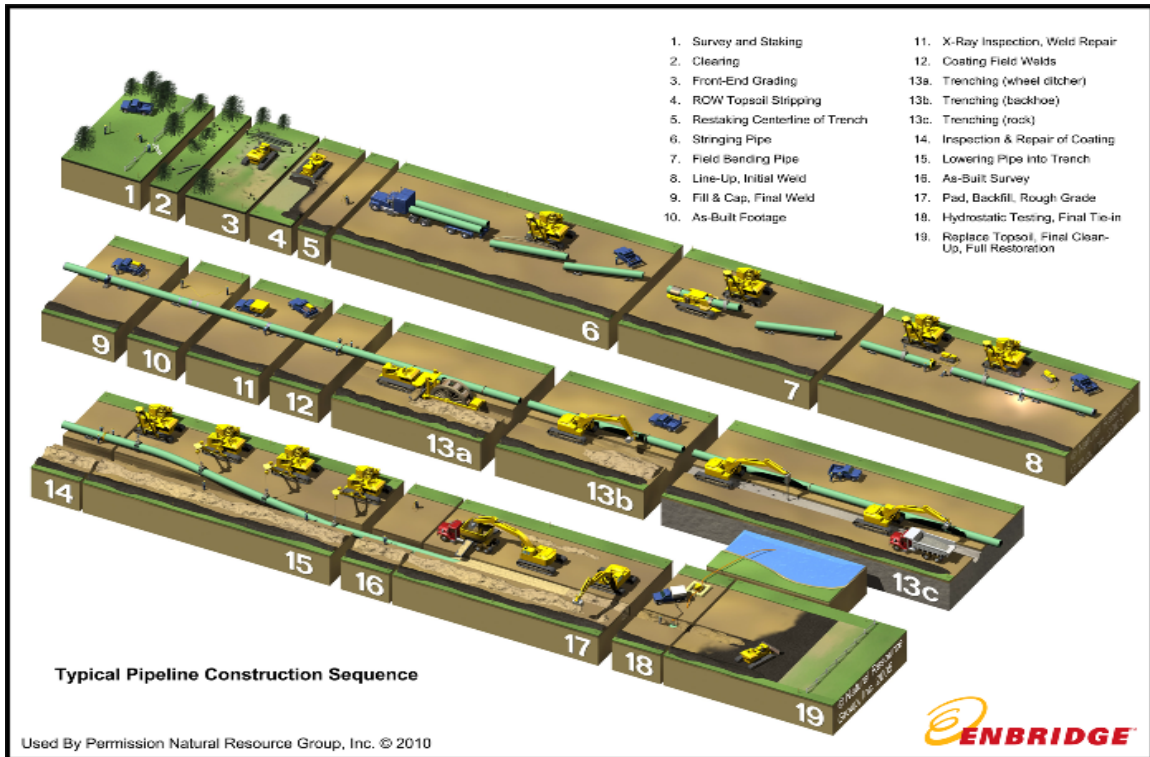 1. Survey and Staking
2. Clearing
3. Front-End Grading
4. ROW Topsoil Stripping
5. Restaking Centerline of Trench
6. Stringing Pipe
7. Field Bending Pipe
8. Line-Up, Initial Weld
9. Fill & Cap, Final Weld
10. As-Built Footage
11. X-Ray Inspection, Weld Repair
12. Coating Field Welds
13a. Trenching (wheel ditcher)
13b. Trenching (backhoe)
13c. Trenching (rock)
14. Inspection & Repair of Coating
15. Lowering Pipe into Trench
16. As-Built Survey
17. Pad, Backfill, Rough Grade
18. Hydrostatic Testing, Final Tie-in
19. Replace Topsoil, Final Clean-
Up, Full Restoration
1
2
3
4
5
6
7
8
9
10
11
12
13a
13b
13c
14
15
16
17
18
19
Typical Pipeline Construction Sequence
Used By Permission Natural Resource Group, Inc. © 2010
ENBRIDGE